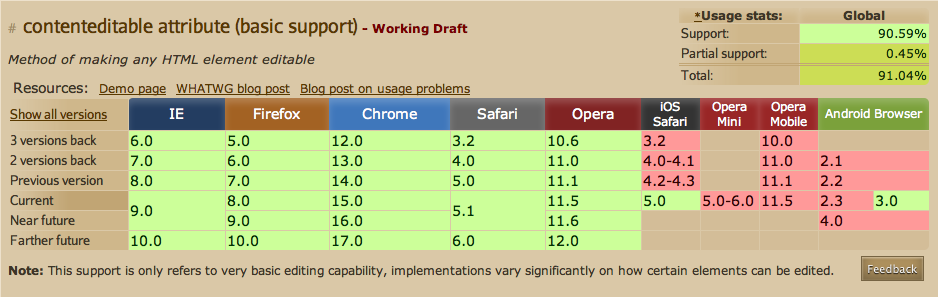 # contenteditable attribute (basic support) - Working Draft
*Usage stats: Global
Support: 90.59%
Partial support: 0.45%
Total: 91.04%
Method of making any HTML element editable
Resources: Demo page WHATWG blog post Blog post on usage problems
Show all versions IE Firefox Chrome Safari Opera iOS Safari Opera Mini Opera Mobile Android Browser
3 versions back 6.0 5.0 12.0 3.2 10.6 3.2 10.0
2 versions back 7.0 6.0 13.0 4.0 11.0 4.0-4.1 11.0 2.1
Previous version 8.0 7.0 14.0 5.0 11.1 4.2-4.3 11.1 2.2
Current 9.0 8.0 15.0 5.1 11.5 5.0 5.0-6.0 11.5 2.3 3.0
Near future 9.0 16.0 11.6 4.0
Farther future 10.0 10.0 17.0 6.0 12.0
Note: This support is only refers to very basic editing capability, implementations vary significantly on how certain elements can be edited.
Feedback